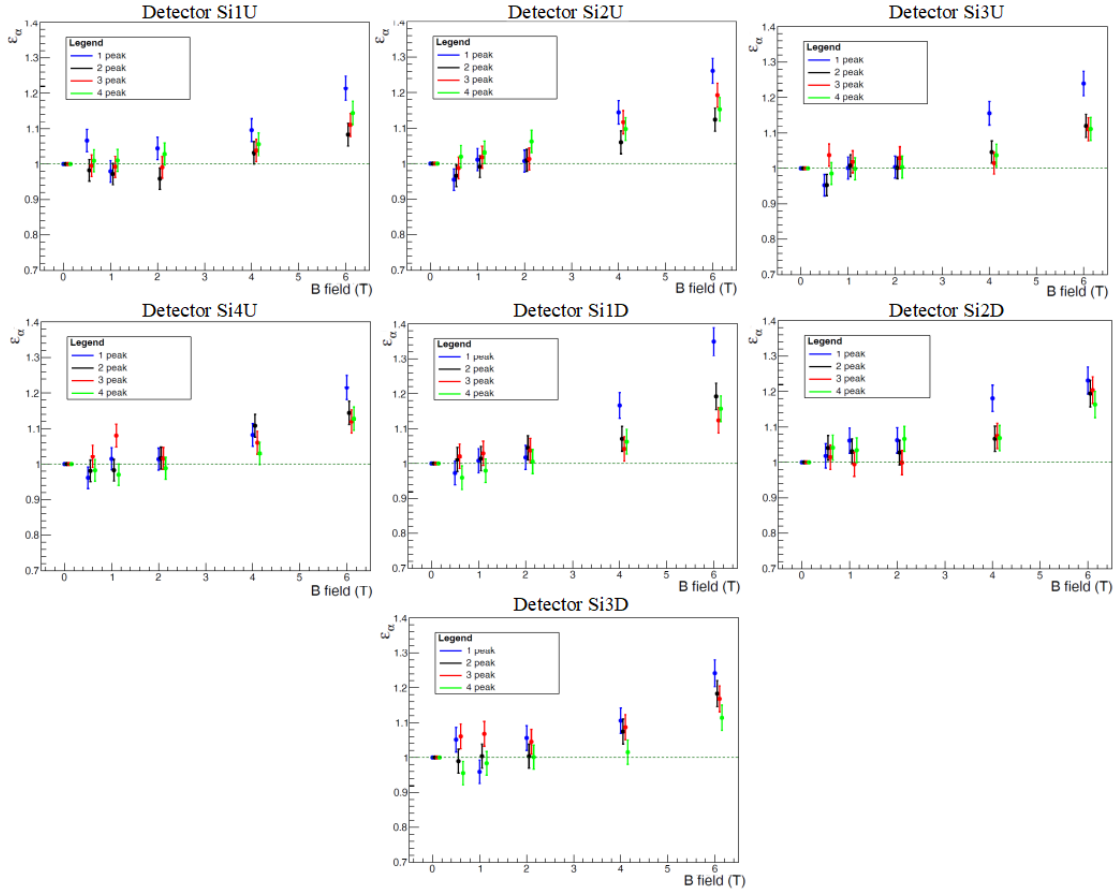 Detector Si1U
Detector Si2U
Detector Si3U
εα
1.4
1.3
1.2
1.1
1
0.9
0.8
0.7
Legend
1 peak
2 peak
3 peak
4 peak
0 1 2 3 4 5 6
B field (T)
εα
1.4
1.3
1.2
1.1
1
0.9
0.8
0.7
Legend
1 peak
2 peak
3 peak
4 peak
0 1 2 3 4 5 6
B field (T)
εα
1.4
1.3
1.2
1.1
1
0.9
0.8
0.7
Legend
1 peak
2 peak
3 peak
4 peak
0 1 2 3 4 5 6
B field (T)
Detector Si4U
Detector Si1D
Detector Si2D
εα
1.4
1.3
1.2
1.1
1
0.9
0.8
0.7
Legend
1 peak
2 peak
3 peak
4 peak
0 1 2 3 4 5 6
B field (T)
εα
1.4
1.3
1.2
1.1
1
0.9
0.8
0.7
Legend
1 peak
2 peak
3 peak
4 peak
0 1 2 3 4 5 6
B field (T)
εα
1.4
1.3
1.2
1.1
1
0.9
0.8
0.7
Legend
1 peak
2 peak
3 peak
4 peak
0 1 2 3 4 5 6
B field (T)
Detector Si3D
εα
1.4
1.3
1.2
1.1
1
0.9
0.8
0.7
Legend
1 peak
2 peak
3 peak
4 peak
0 1 2 3 4 5 6
B field (T)